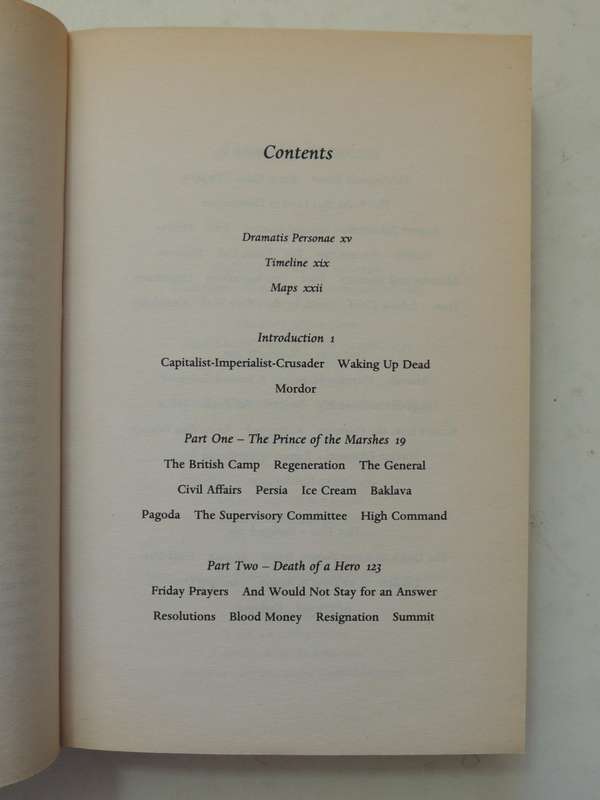 Contents
Dramatis Personae xv
Timeline xix
Maps xxii
Introduction 1
Capitalist-Imperialist-Crusader Waking Up Dead
Mordor
Part One – The Prince of the Marshes 19
The British Camp Regeneration The General
Civil Affairs Persia Ice Cream Baklava
Pagoda The Supervisory Committee High Command
Part Two – Death of a Hero 123
Friday Prayers And Would Not Stay for an Answer
Resolutions Blood Money Resignation Summit